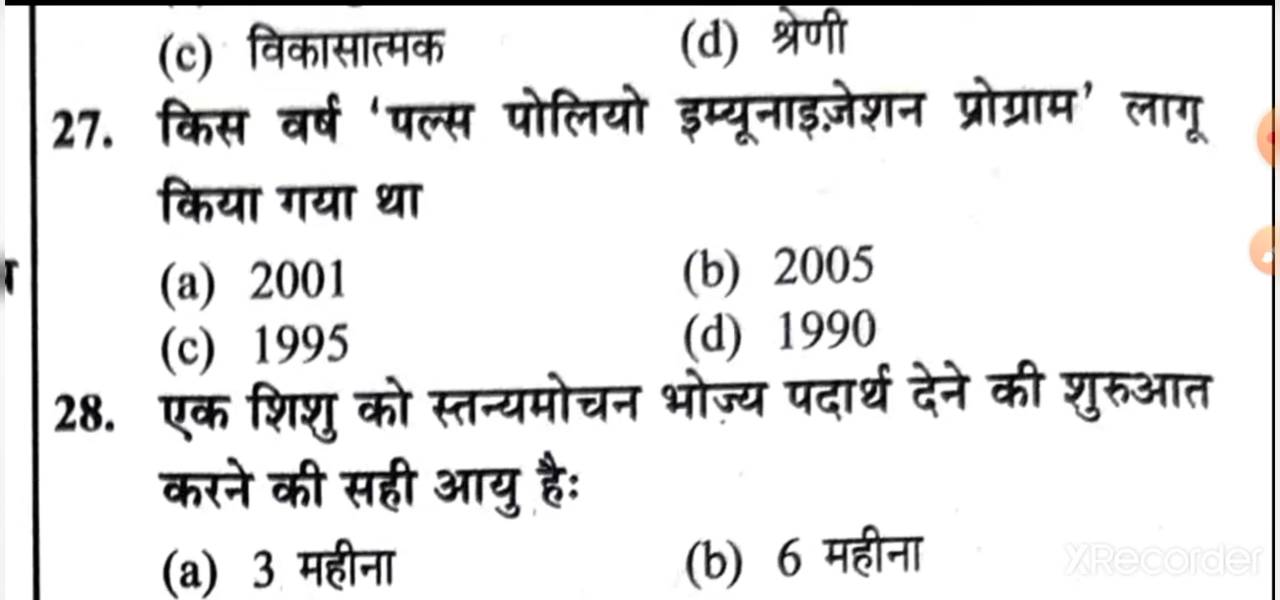 (c) विकासात्मक (d) श्रेणी
27. किस वर्ष 'पल्स पोलियो इम्यूनाइज़ेशन प्रोग्राम' लागू
किया गया था
(a) 2001 (b) 2005
(c) 1995 (d) 1990
28. एक शिशु को स्तन्यमोचन भोज्य पदार्थ देने की शुरुआत
करने की सही आयु है:
(a) 3 महीना (b) 6 महीना
XRecorder